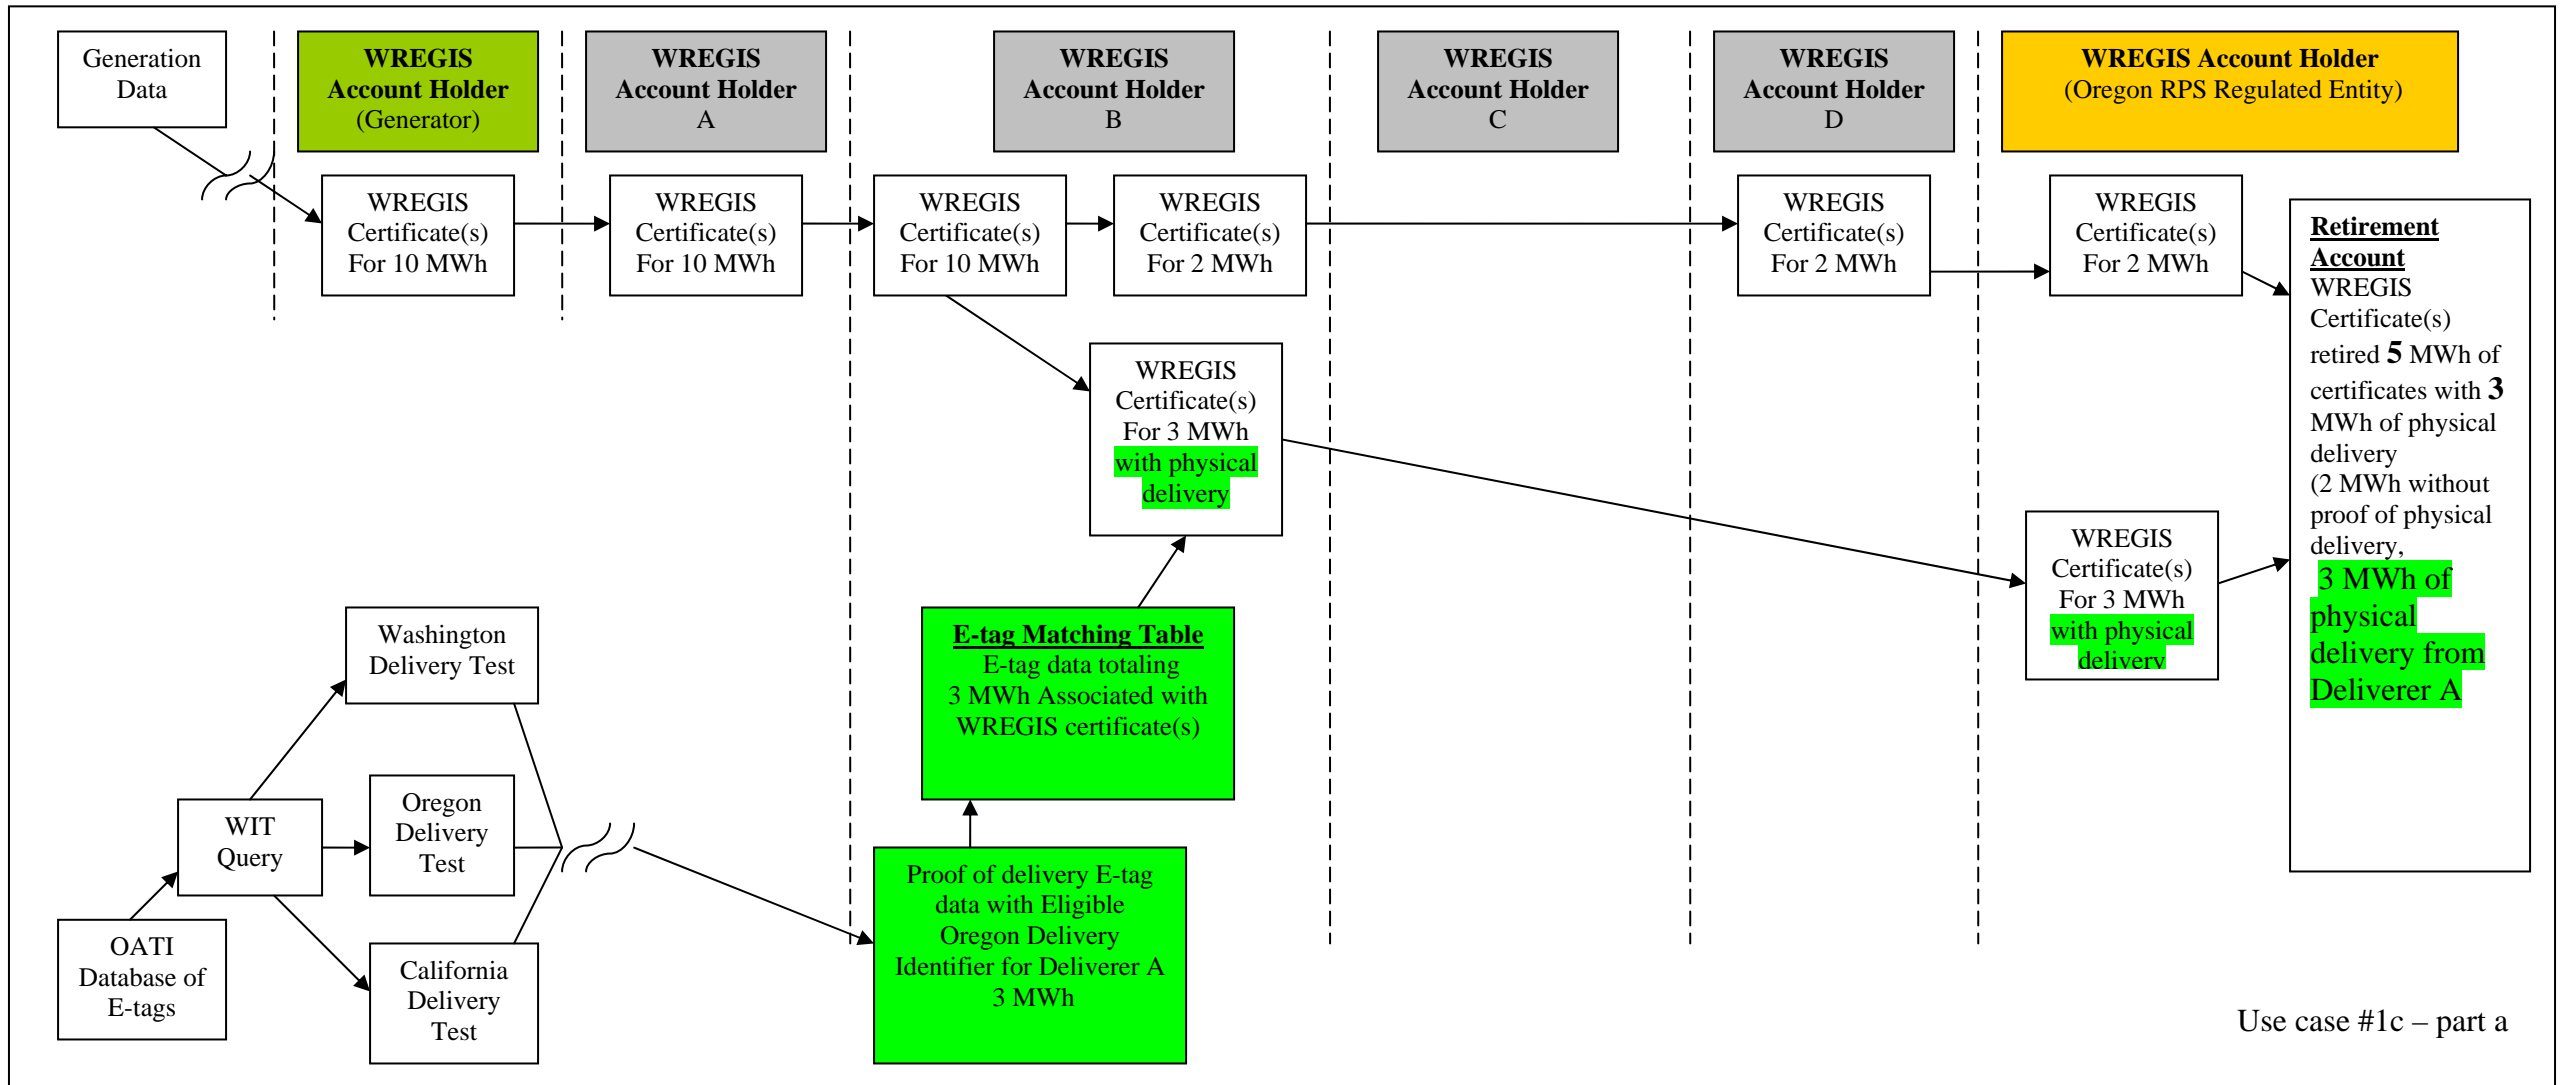 Generation
Data
WREGIS
Account Holder
(Generator)
WREGIS
Account Holder
A
WREGIS
Account Holder
B
WREGIS
Account Holder
C
WREGIS
Account Holder
D
WREGIS Account Holder
(Oregon RPS Regulated Entity)
WREGIS
Certificate(s)
For 10 MWh
WREGIS
Certificate(s)
For 10 MWh
WREGIS
Certificate(s)
For 10 MWh
WREGIS
Certificate(s)
For 2 MWh
WREGIS
Certificate(s)
For 2 MWh
WREGIS
Certificate(s)
For 2 MWh
Retirement
Account
WREGIS
Certificate(s)
retired 5 MWh of
certificates with 3
MWh of physical
delivery
(2 MWh without
proof of physical
delivery,
3 MWh of
physical
delivery from
Deliverer A
WREGIS
Certificate(s)
For 3 MWh
with physical
delivery
WREGIS
Certificate(s)
For 3 MWh
with physical
delivery
Washington
Delivery Test
E-tag Matching Table
E-tag data totaling
3 MWh Associated with
WREGIS certificate(s)
WIT
Query
Oregon
Delivery
Test
Proof of delivery E-tag
data with Eligible
Oregon Delivery
Identifier for Deliverer A
3 MWh
OATI
Database of
E-tags
California
Delivery
Test
Use case #1c – part a